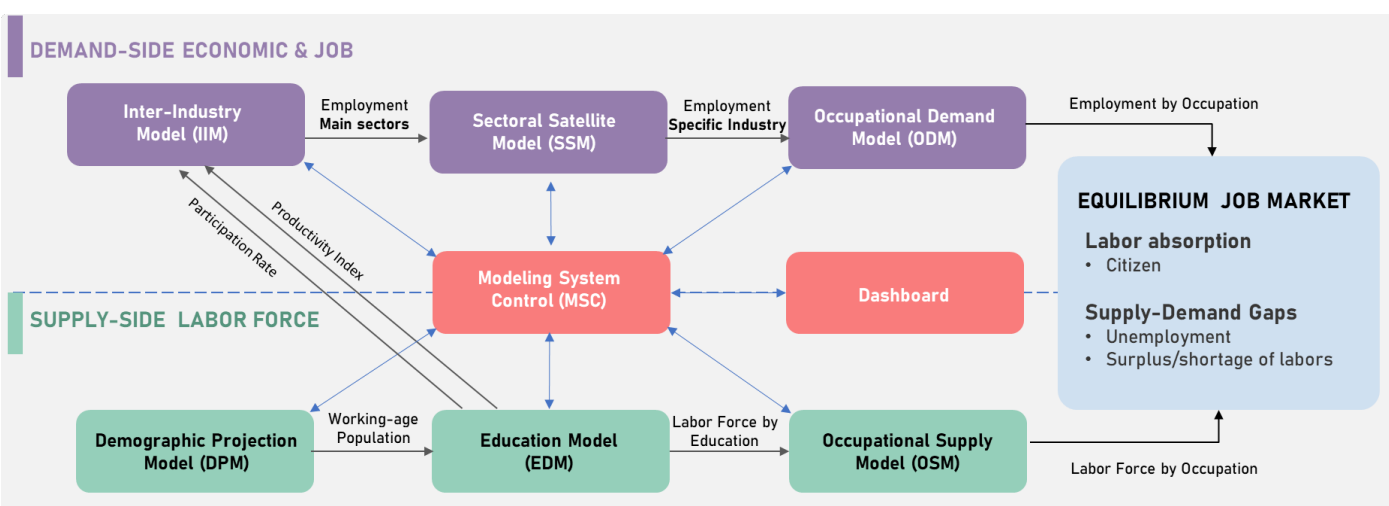 DEMAND-SIDE ECONOMIC & JOB
Inter-Industry
Model (IIM)
Employment
Main sectors
Sectoral Satellite
Model (SSM)
Employment
Specific Industry
Occupational Demand
Model (ODM)
Employment by Occupation
Participation Rate
Productivity Index
Modeling System
Control (MSC)
Dashboard
EQUILIBRIUM JOB MARKET
Labor absorption
• Citizen
Supply-Demand Gaps
• Unemployment
• Surplus/shortage of labors
SUPPLY-SIDE LABOR FORCE
Demographic Projection
Model (DPM)
Working-age
Population
Education Model
(EDM)
Labor Force by
Education
Occupational Supply
Model (OSM)
Labor Force by Occupation